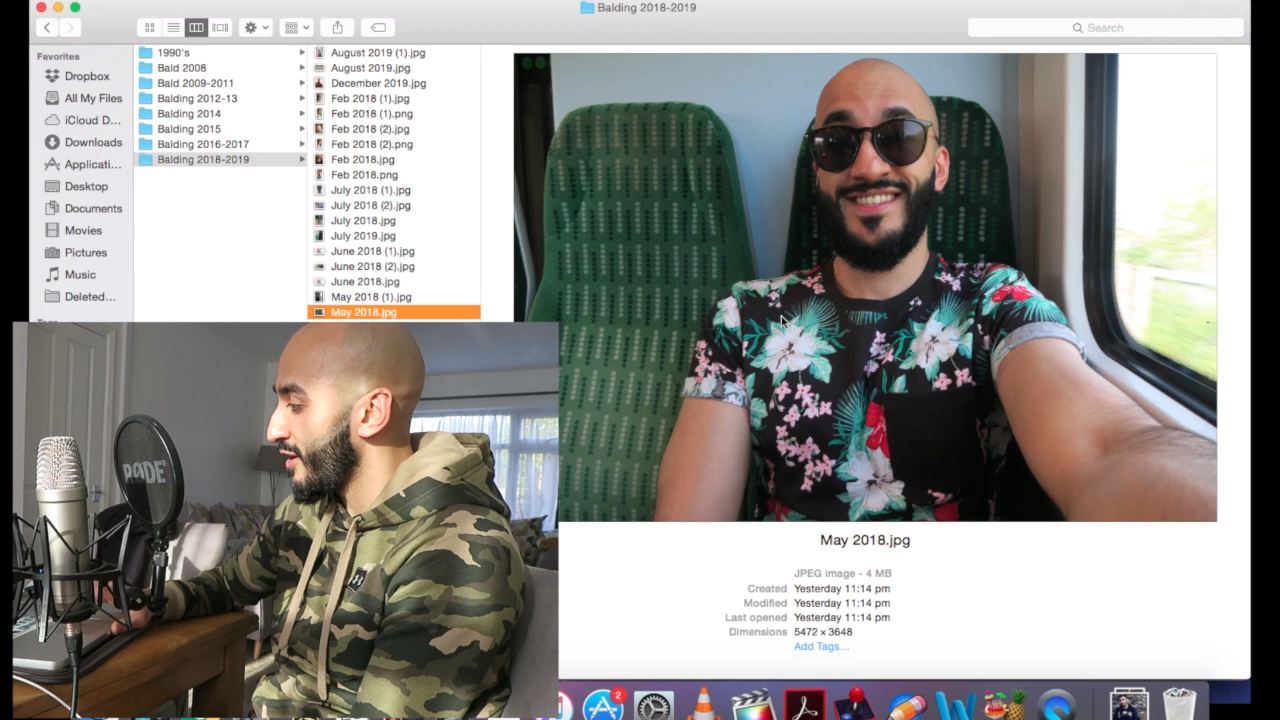 Balding 2018-2019
Search
Favorites
Dropbox
All My Files
iCloud D...
Downloads
Applicati...
Desktop
Documents
Movies
Pictures
Music
Deleted...
1990's
Bald 2008
Bald 2009-2011
Balding 2012-13
Balding 2014
Balding 2015
Balding 2016-2017
Balding 2018-2019
August 2019 (1).jpg
August 2019.jpg
December 2019.jpg
Feb 2018 (1).jpg
Feb 2018 (1).png
Feb 2018 (2).jpg
Feb 2018 (2).png
Feb 2018.jpg
Feb 2018.png
July 2018 (1).jpg
July 2018 (2).jpg
July 2018.jpg
July 2019.jpg
June 2018 (1).jpg
June 2018 (2).jpg
June 2018.jpg
May 2018 (1).jpg
May 2018.jpg
RODE
May 2018.jpg
JPEG image - 4 MB
Created Yesterday 11:14 pm
Modified Yesterday 11:14 pm
Last opened Yesterday 11:14 pm
Dimensions 5472 × 3648
Add Tags...
2